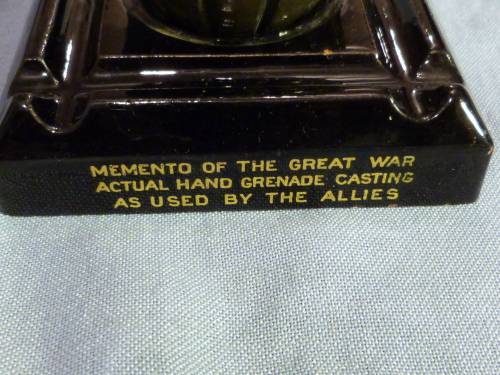 MEMENTO OF THE GREAT WAR
ACTUAL HAND GRENADE CASTING
AS USED BY THE ALLIES